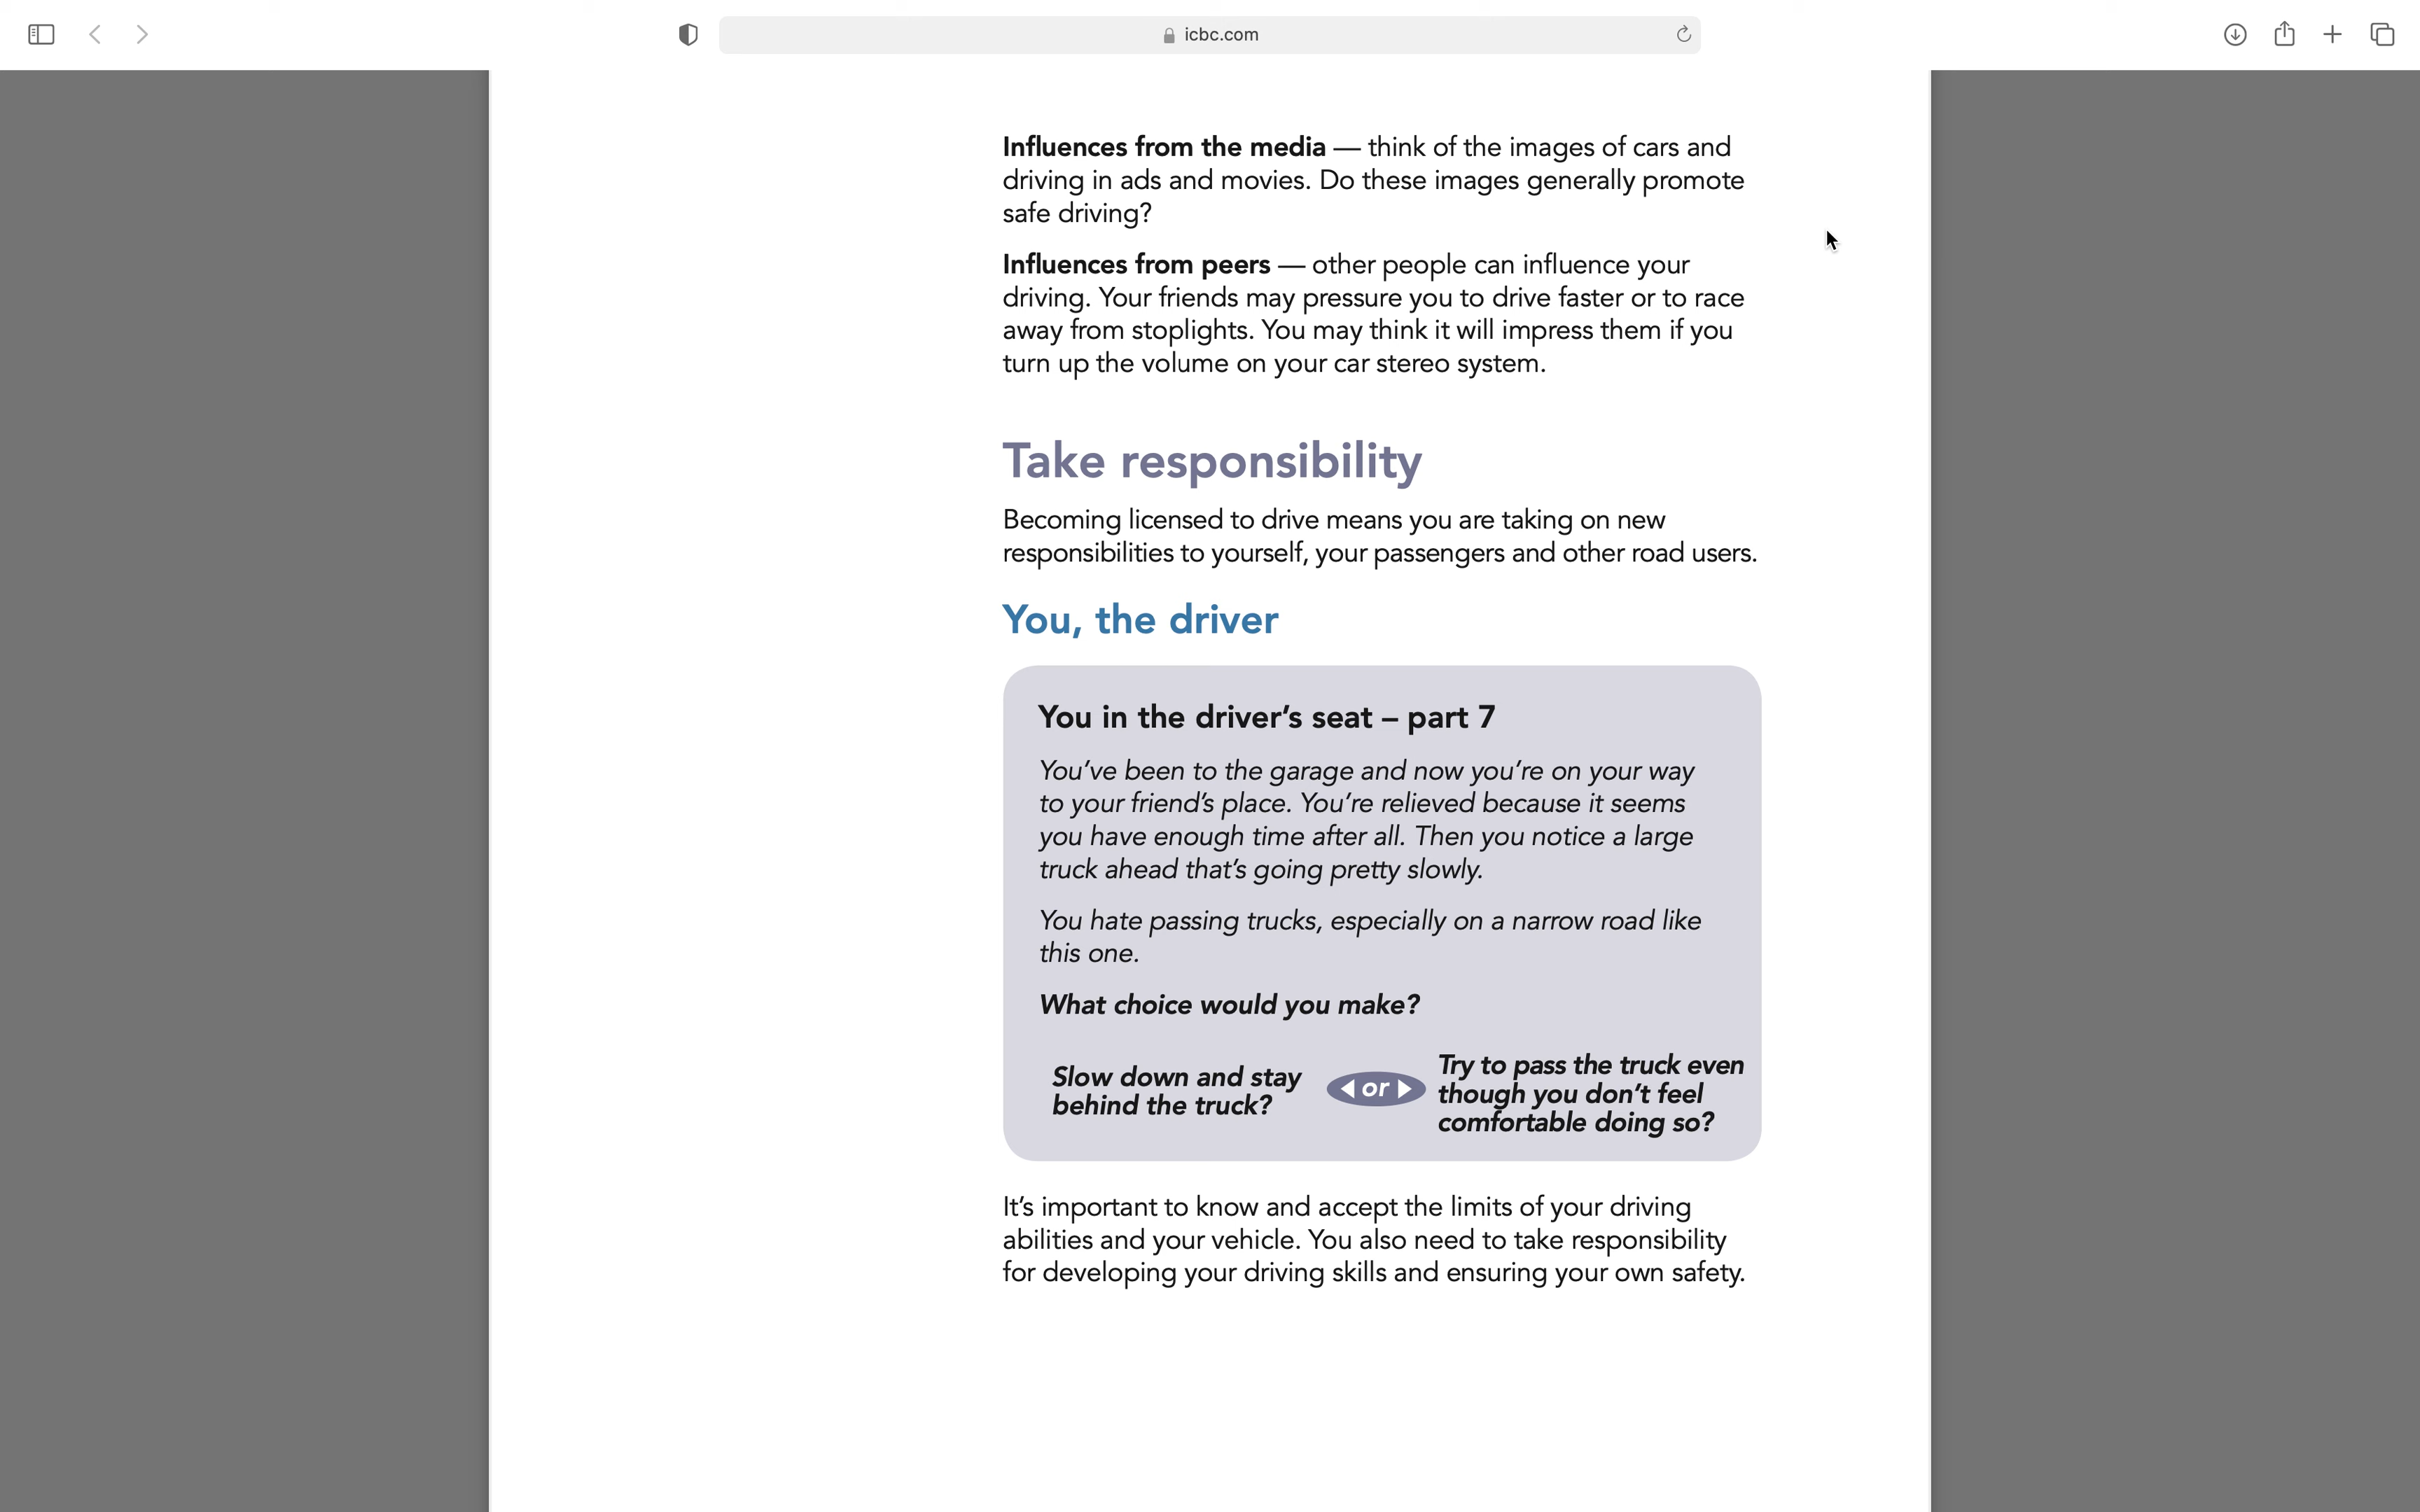 icbc.com
Influences from the media — think of the images of cars and
driving in ads and movies. Do these images generally promote
safe driving?
Influences from peers — other people can influence your
driving. Your friends may pressure you to drive faster or to race
away from stoplights. You may think it will impress them if you
turn up the volume on your car stereo system.
Take responsibility
Becoming licensed to drive means you are taking on new
responsibilities to yourself, your passengers and other road users.
You, the driver
You in the driver's seat – part 7
You've been to the garage and now you're on your way
to your friend's place. You're relieved because it seems
you have enough time after all. Then you notice a large
truck ahead that's going pretty slowly.
You hate passing trucks, especially on a narrow road like
this one.
What choice would you make?
Slow down and stay
behind the truck?
or
Try to pass the truck even
though you don't feel
comfortable doing so?
It's important to know and accept the limits of your driving
abilities and your vehicle. You also need to take responsibility
for developing your driving skills and ensuring your own safety.